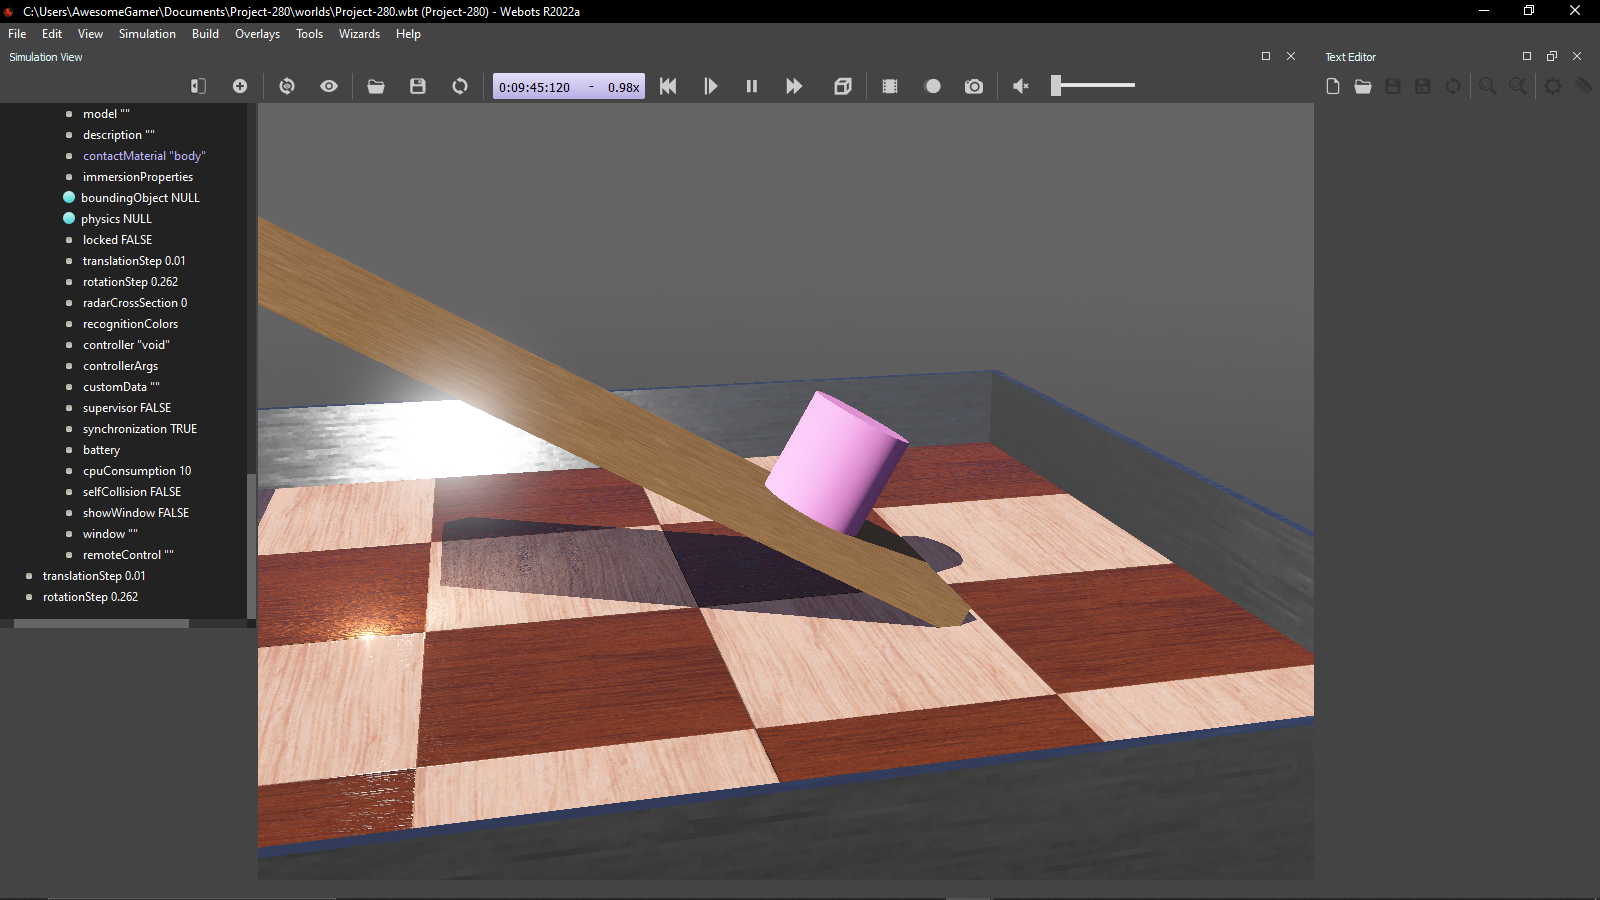 C:\Users\AwesomeGamer\Documents\Project-280\worlds\Project-280.wbt (Project-280) - Webots R2022a
File Edit View Simulation Build Overlays Tools Wizards Help
Simulation View
Text Editor
0:09:45:120 - 0.98x
model ""
description ""
contactMaterial "body"
immersionProperties
boundingObject NULL
physics NULL
locked FALSE
translationStep 0.01
rotationStep 0.262
radarCrossSection 0
recognitionColors
controller "void"
controllerArgs
customData ""
supervisor FALSE
synchronization TRUE
battery
cpuConsumption 10
selfCollision FALSE
showWindow FALSE
window ""
remoteControl ""
translationStep 0.01
rotationStep 0.262